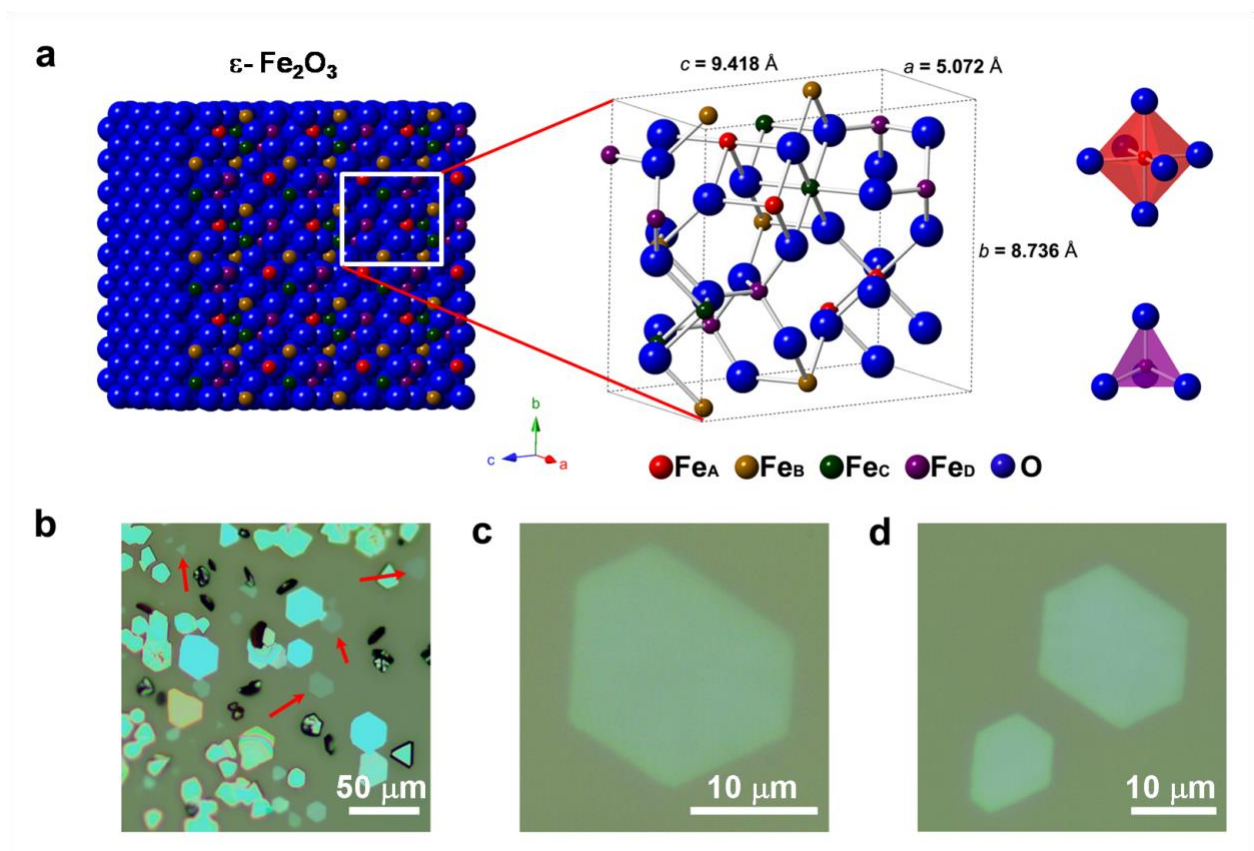 a
ε- Fe₂O₃
c = 9.418 Å
a = 5.072 Å
b = 8.736 Å
b
c
a
FeA FeB FeC FeD O
b
c
d
50 μm
10 μm
10 μm